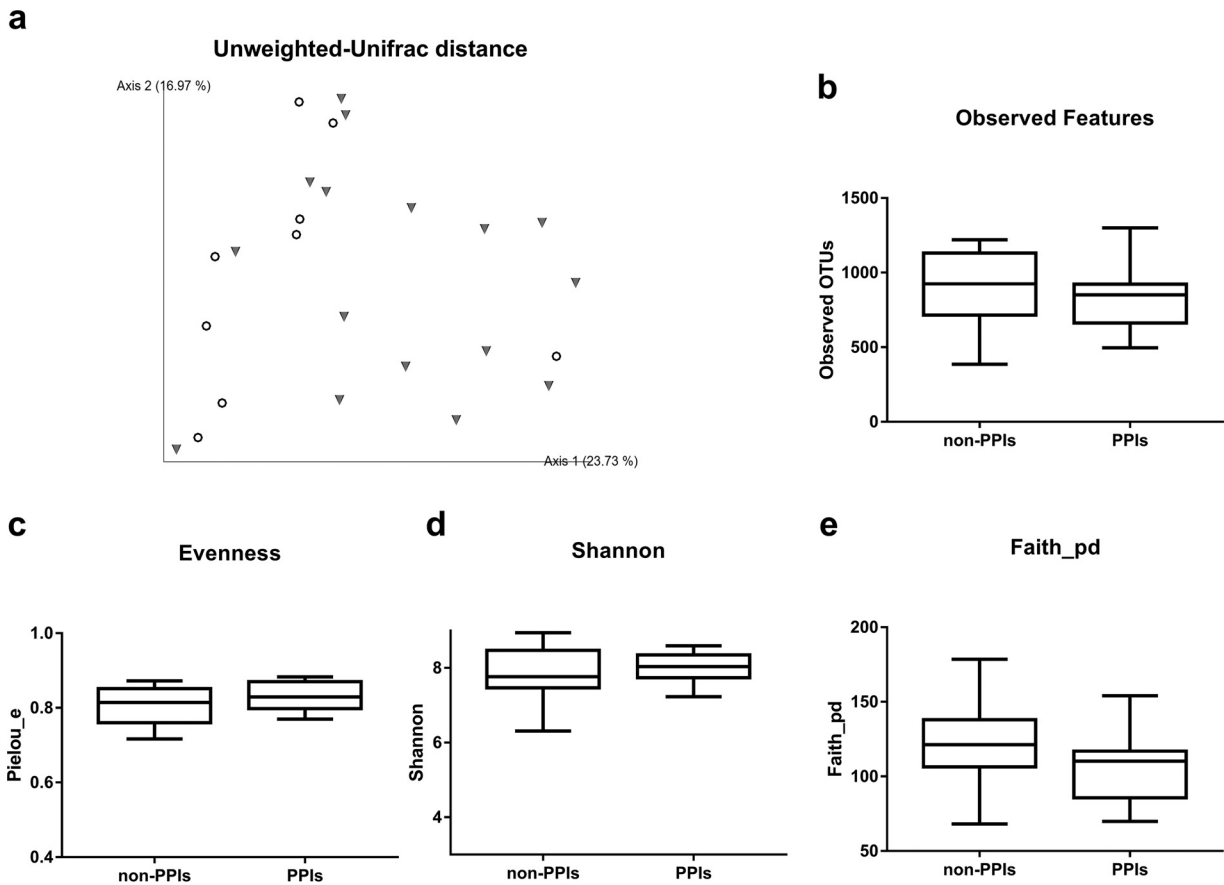 a
Unweighted-Unifrac distance
Axis 2 (16.97 %)
Axis 1 (23.73 %)
b
Observed Features
Observed OTUs
1500
1000
500
0
non-PPIs
PPIs
c
Evenness
Pielou_e
1.0
0.8
0.6
0.4
non-PPIs
PPIs
d
Shannon
Shannon
8
6
4
non-PPIs
PPIs
e
Faith_pd
Faith_pd
200
150
100
50
non-PPIs
PPIs